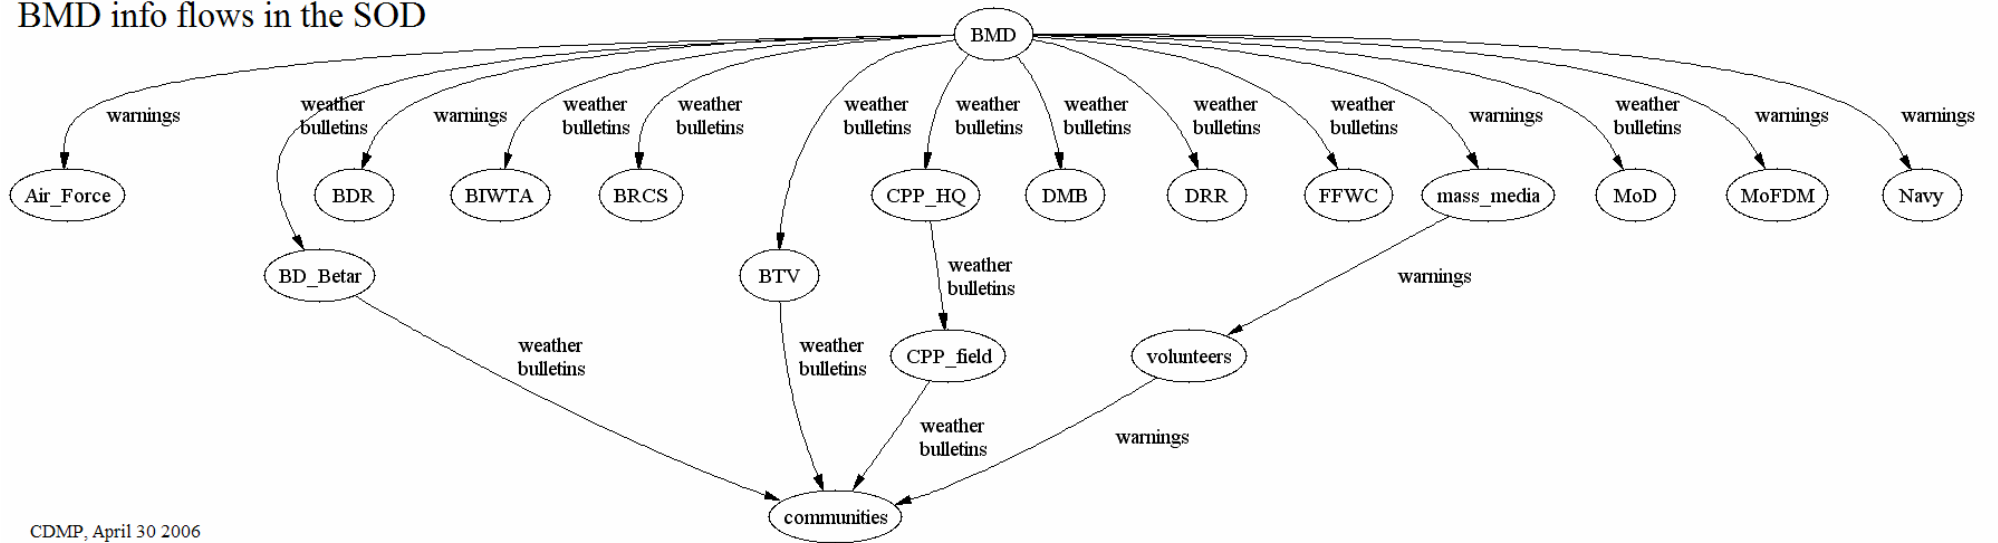 BMD info flows in the SOD
BMD
warnings
weather
bulletins
warnings
weather
bulletins
weather
bulletins
weather
bulletins
weather
bulletins
weather
bulletins
weather
bulletins
weather
bulletins
warnings
weather
bulletins
warnings
warnings
Air_Force
BDR
BIWTA
BRCS
CPP_HQ
DMB
DRR
FFWC
mass_media
MoD
MoFDM
Navy
BD_Betar
BTV
weather
bulletins
warnings
weather
bulletins
weather
bulletins
CPP_field
volunteers
weather
bulletins
warnings
communities
CDMP, April 30 2006